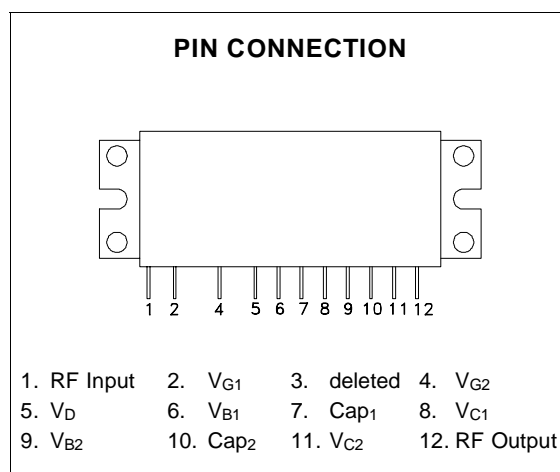 PIN CONNECTION
1 2 4 5 6 7 8 9 10 11 12
1. RF Input 2. VG1 3. deleted 4. VG2
5. VD 6. VB1 7. Cap1 8. VC1
9. VB2 10. Cap2 11. VC2 12. RF Output